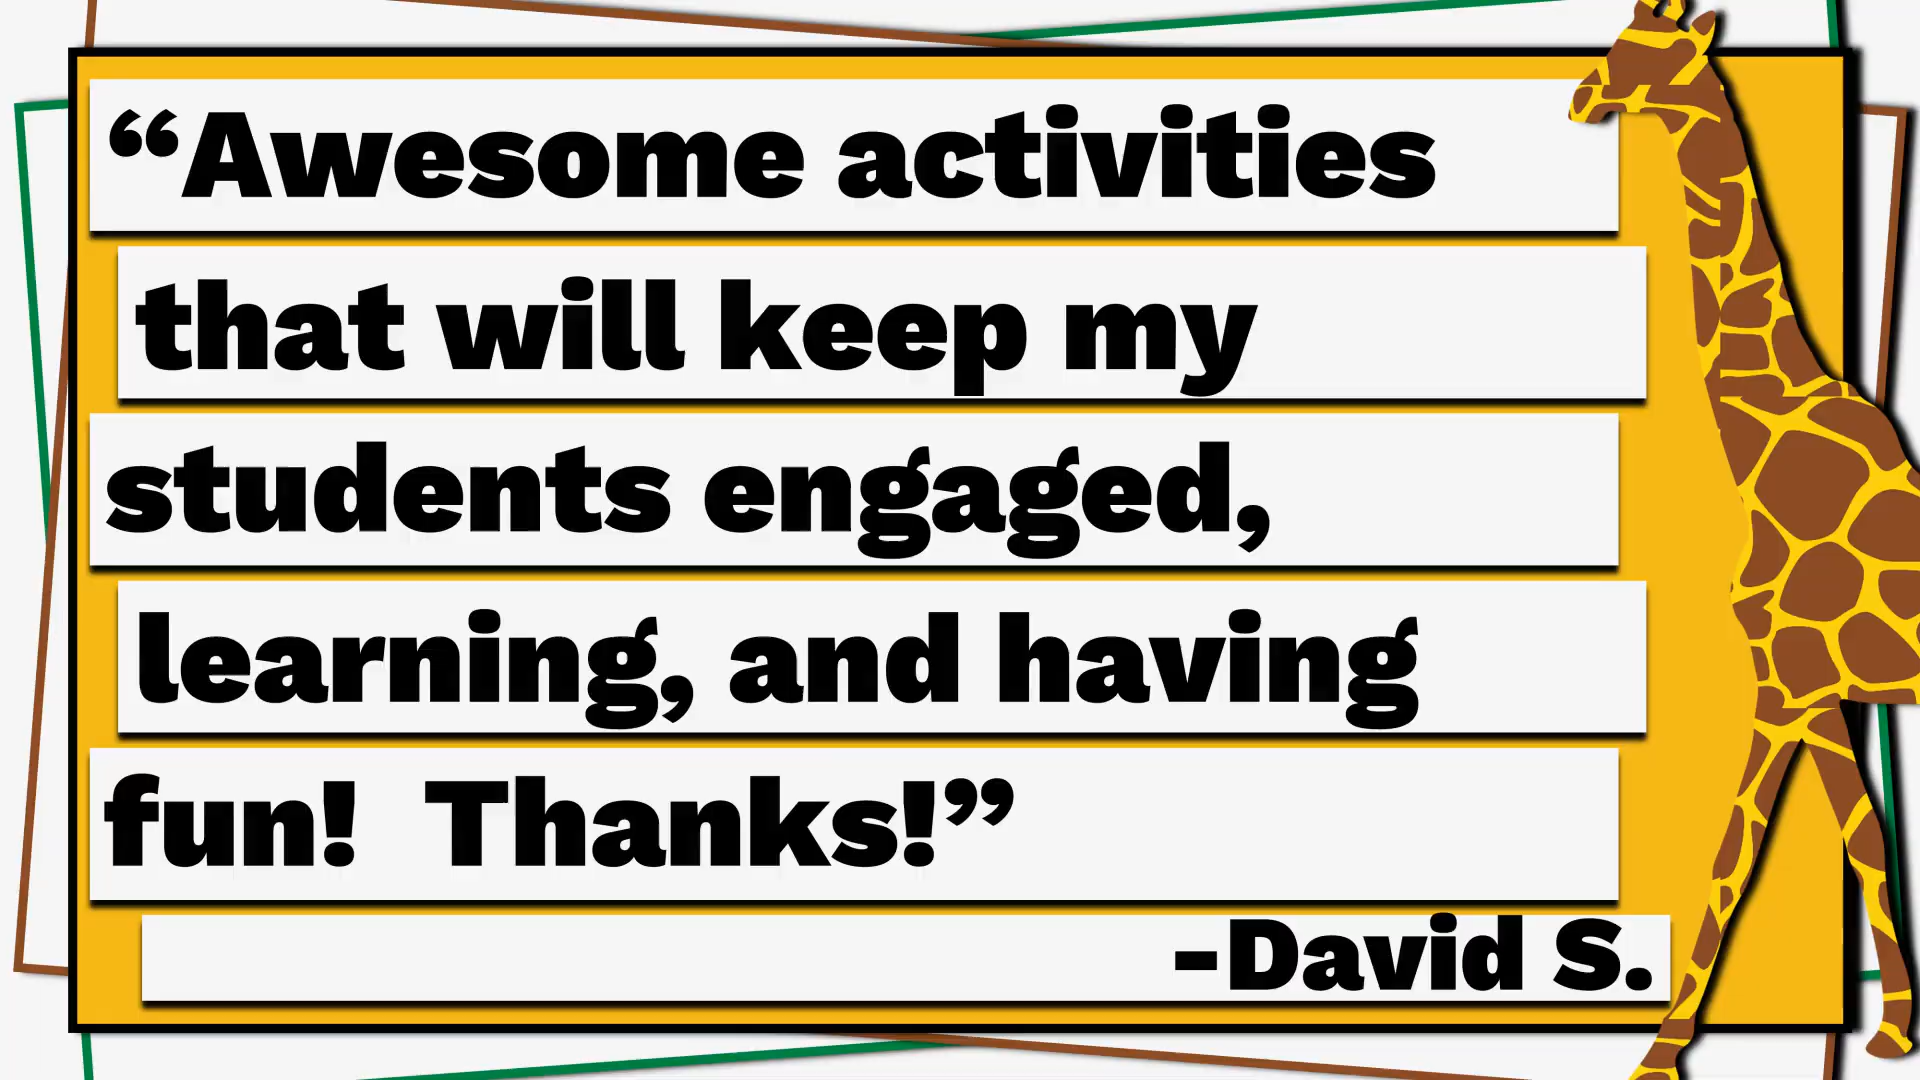 “Awesome activities
that will keep my
students engaged,
learning, and having
fun!  Thanks!”
-David S.